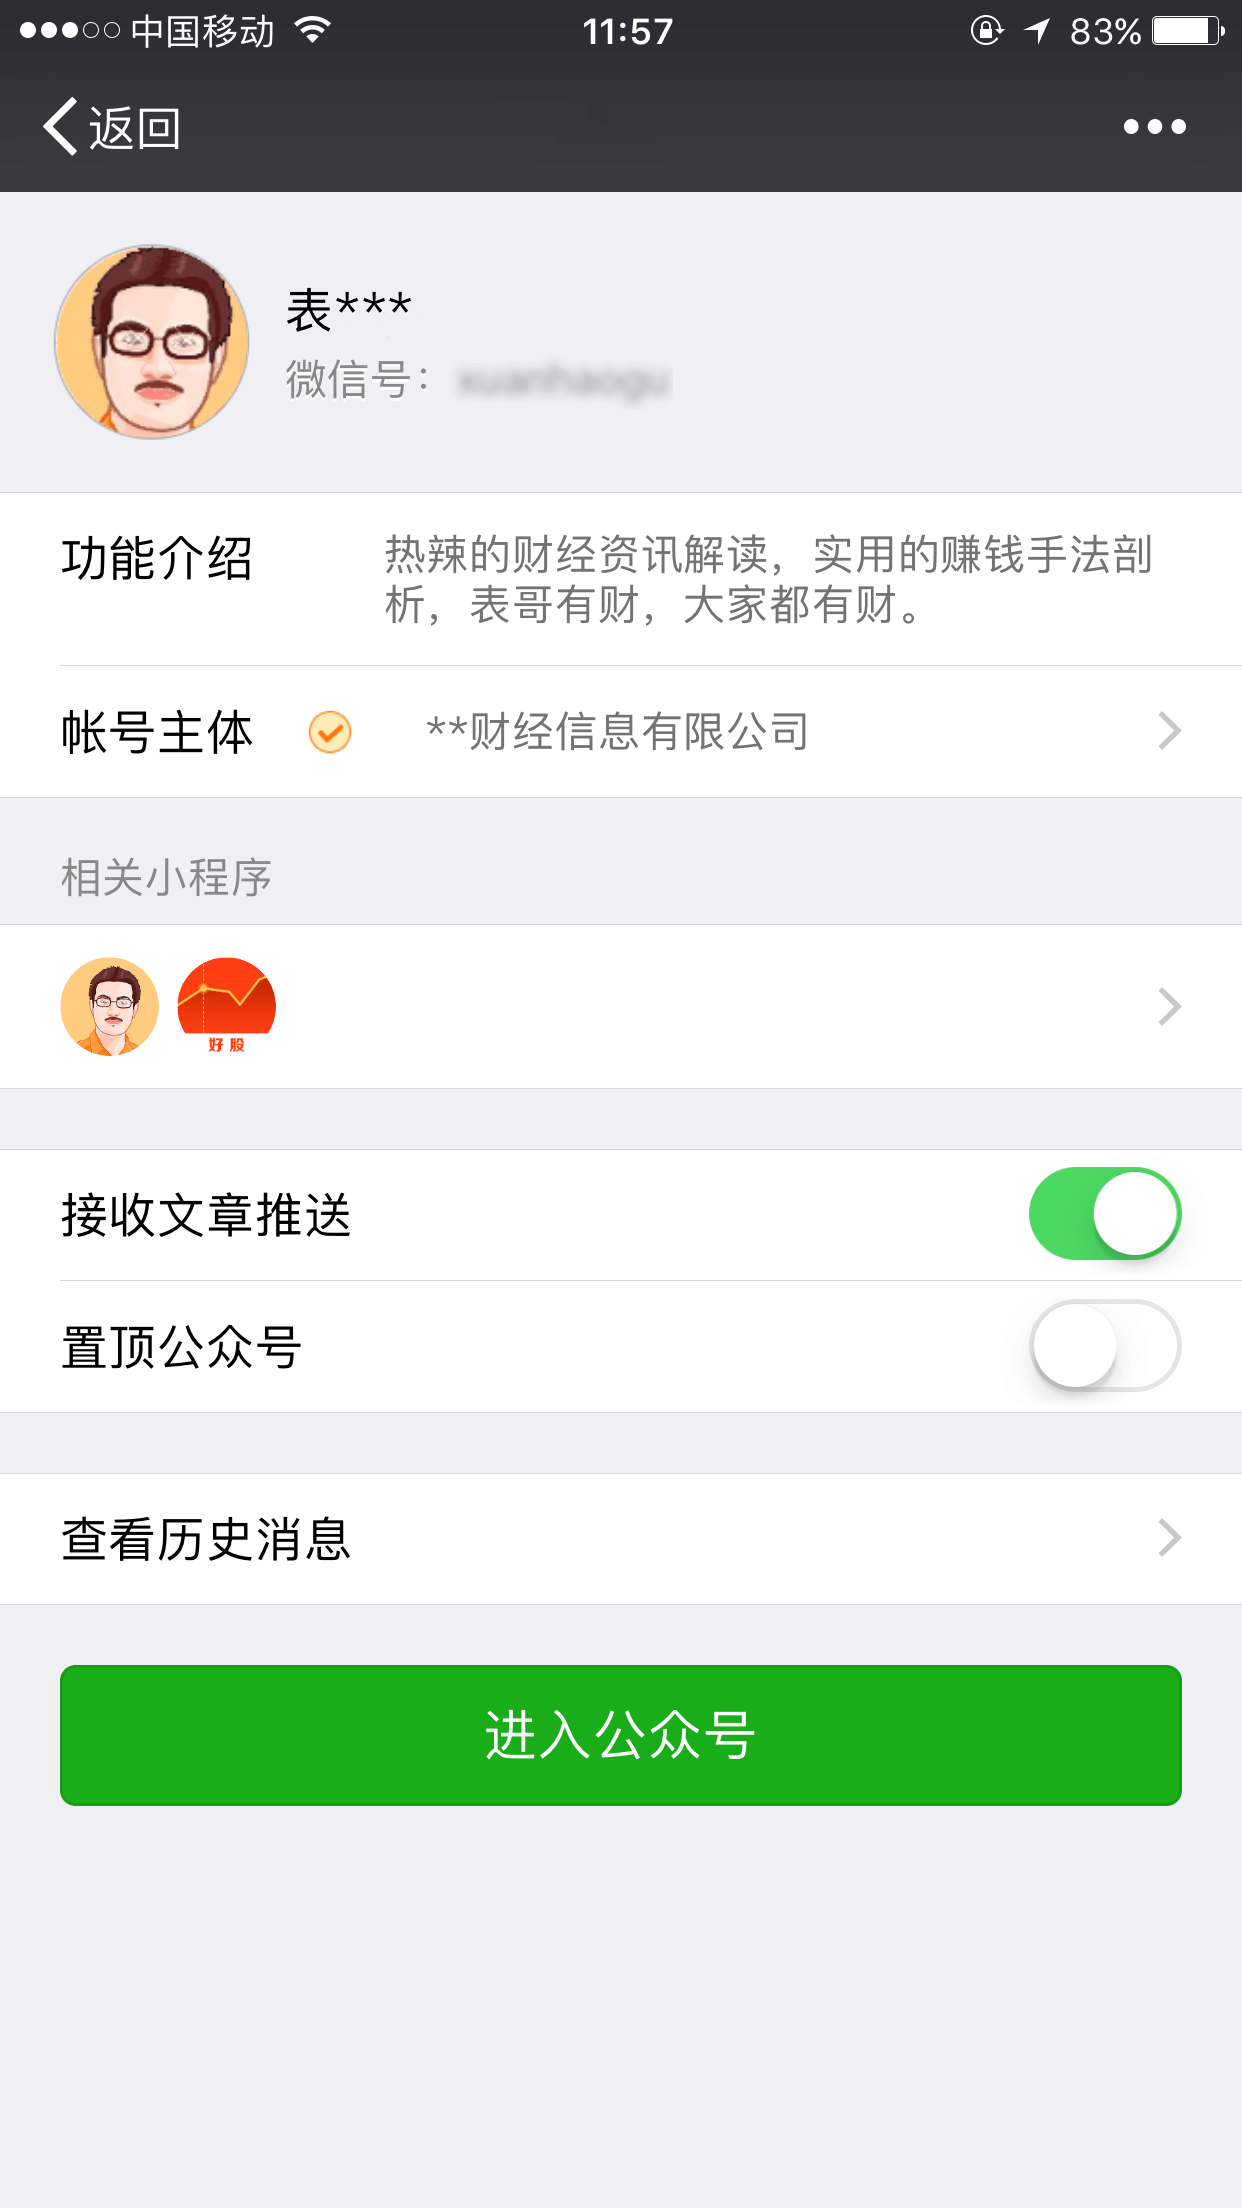 中国移动 11:57 83%
返回
表***
微信号：
功能介绍 热辣的财经资讯解读，实用的赚钱手法剖
析，表哥有财，大家都有财。
帐号主体 **财经信息有限公司
相关小程序
好股
接收文章推送
置顶公众号
查看历史消息
进入公众号